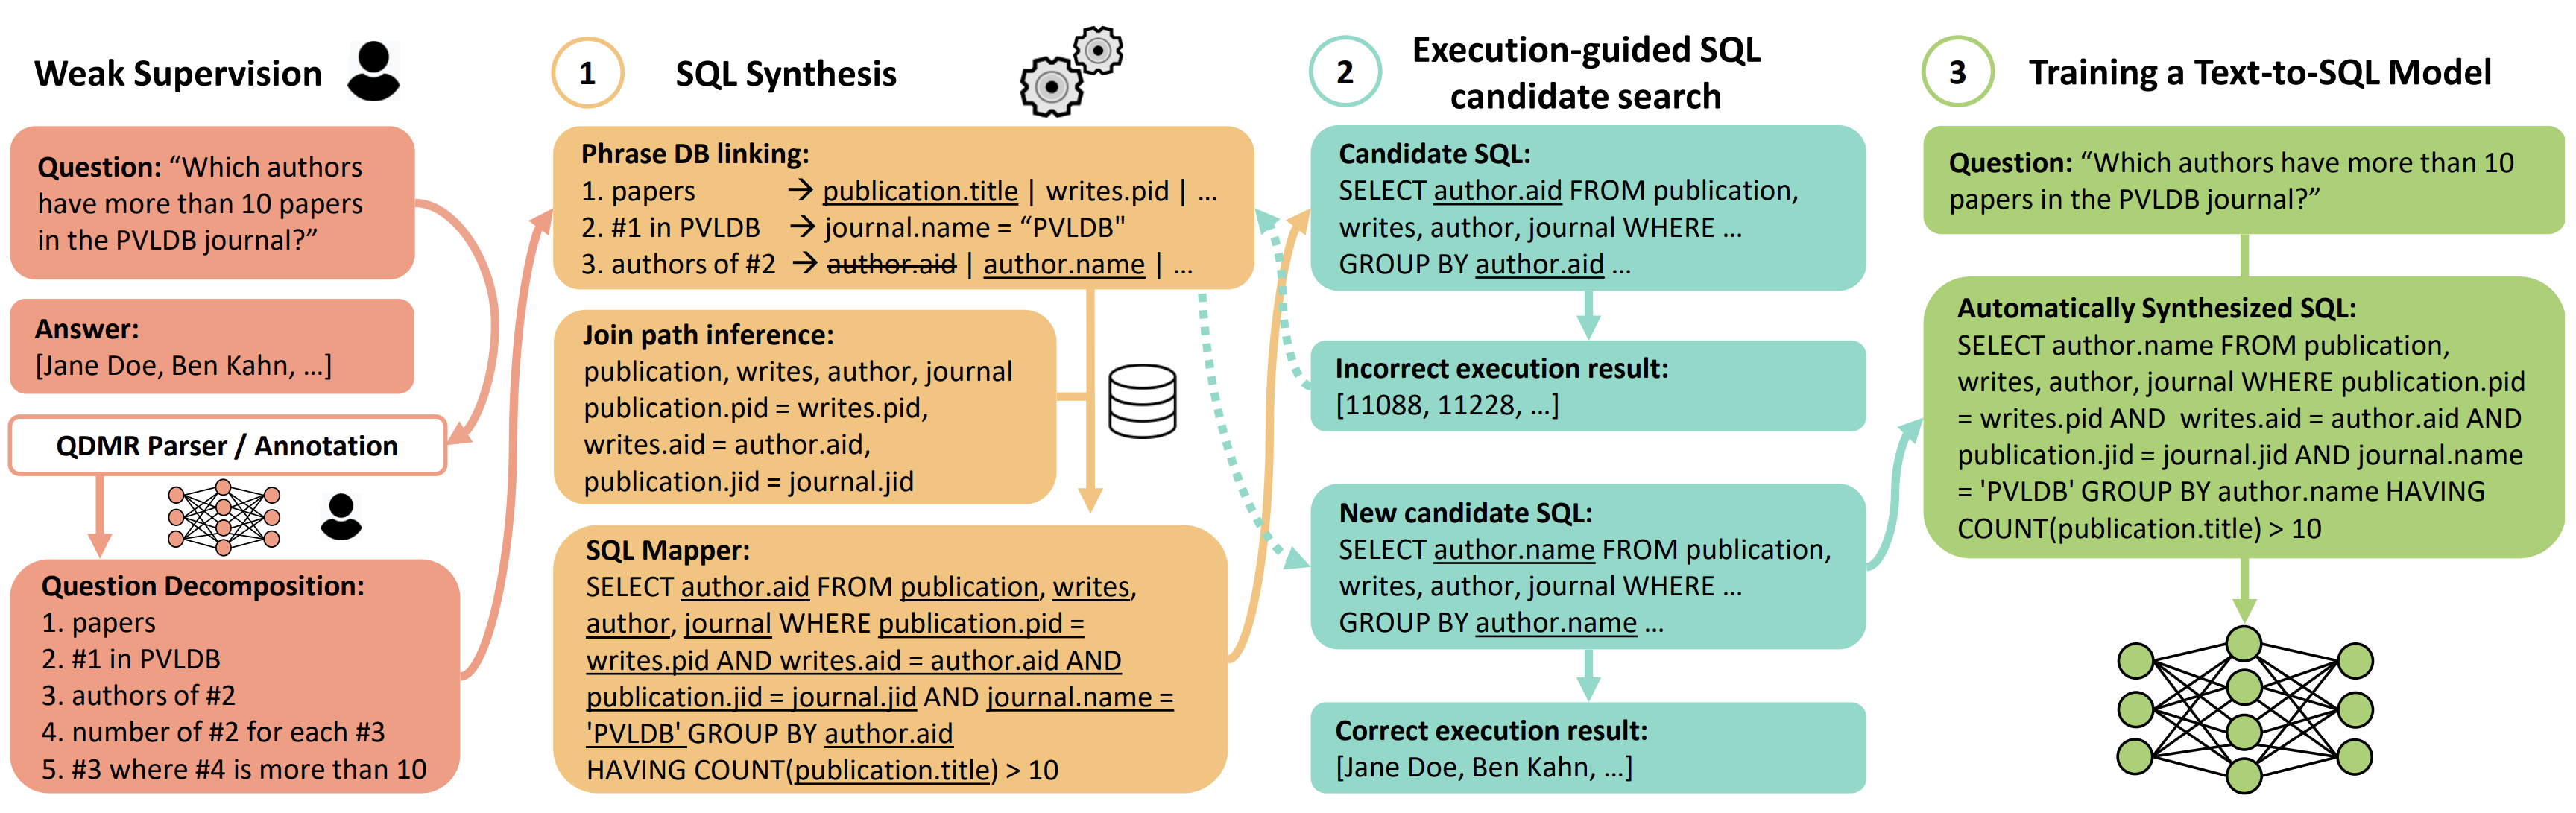 Weak Supervision
Question: “Which authors
have more than 10 papers
in the PVLDB journal?”
Answer:
[Jane Doe, Ben Kahn, …]
QDMR Parser / Annotation
Question Decomposition:
1. papers
2. #1 in PVLDB
3. authors of #2
4. number of #2 for each #3
5. #3 where #4 is more than 10
1
SQL Synthesis
Phrase DB linking:
1. papers → publication.title | writes.pid | …
2. #1 in PVLDB → journal.name = “PVLDB"
3. authors of #2 → author.aid | author.name | …
Join path inference:
publication, writes, author, journal
publication.pid = writes.pid,
writes.aid = author.aid,
publication.jid = journal.jid
SQL Mapper:
SELECT author.aid FROM publication, writes,
author, journal WHERE publication.pid =
writes.pid AND writes.aid = author.aid AND
publication.jid = journal.jid AND journal.name =
'PVLDB' GROUP BY author.aid
HAVING COUNT(publication.title) > 10
2
Execution-guided SQL
candidate search
Candidate SQL:
SELECT author.aid FROM publication,
writes, author, journal WHERE …
GROUP BY author.aid …
Incorrect execution result:
[11088, 11228, …]
New candidate SQL:
SELECT author.name FROM publication,
writes, author, journal WHERE …
GROUP BY author.name …
Correct execution result:
[Jane Doe, Ben Kahn, …]
3
Training a Text-to-SQL Model
Question: “Which authors have more than 10
papers in the PVLDB journal?”
Automatically Synthesized SQL:
SELECT author.name FROM publication,
writes, author, journal WHERE publication.pid
= writes.pid AND writes.aid = author.aid AND
publication.jid = journal.jid AND journal.name
= 'PVLDB' GROUP BY author.name HAVING
COUNT(publication.title) > 10